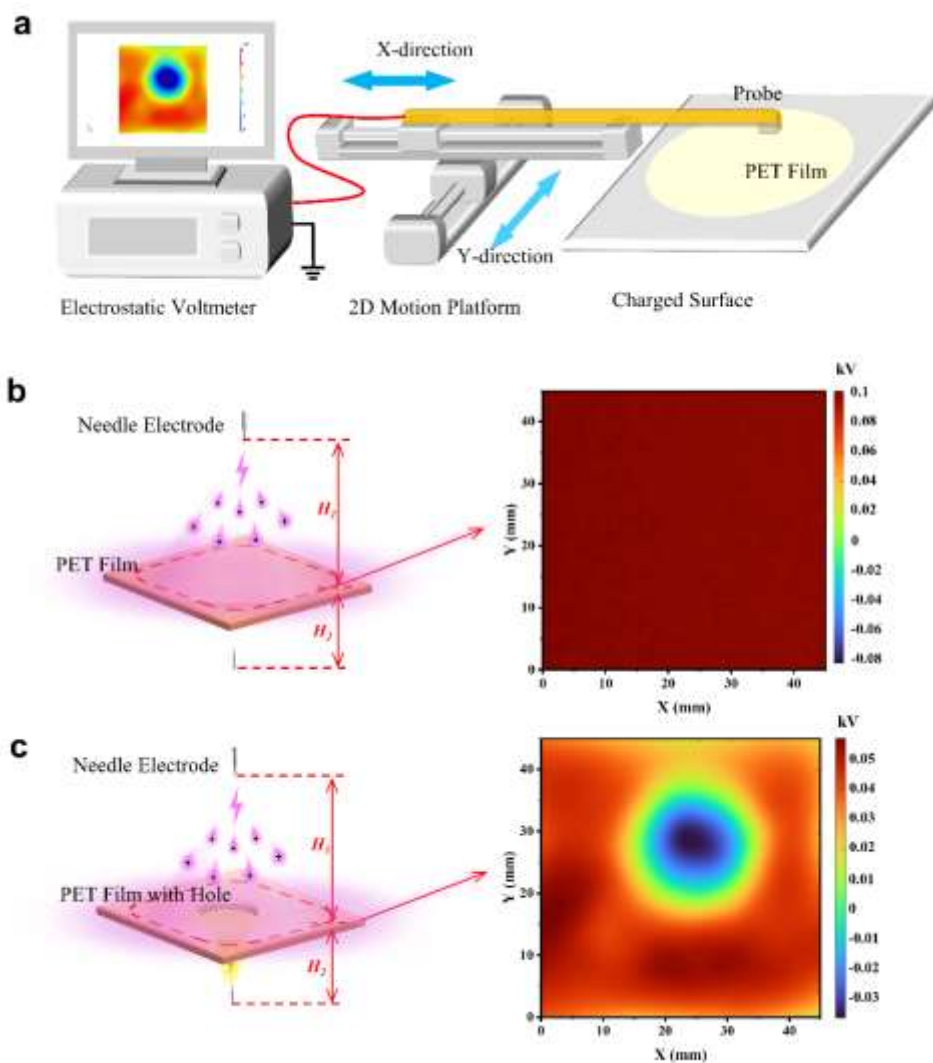 a
X-direction
Probe
PET Film
Y-direction
Electrostatic Voltmeter
2D Motion Platform
Charged Surface
b
Needle Electrode
H₁
PET Film
H₂
kV
0.1
0.08
0.06
0.04
0.02
0
-0.02
-0.04
-0.06
-0.08
Y (mm)
40
30
20
10
0
0 10 20 30 40
X (mm)
c
Needle Electrode
H₁
PET Film with Hole
H₂
kV
0.05
0.04
0.03
0.02
0.01
0
-0.01
-0.02
-0.03
Y (mm)
40
30
20
10
0
0 10 20 30 40
X (mm)